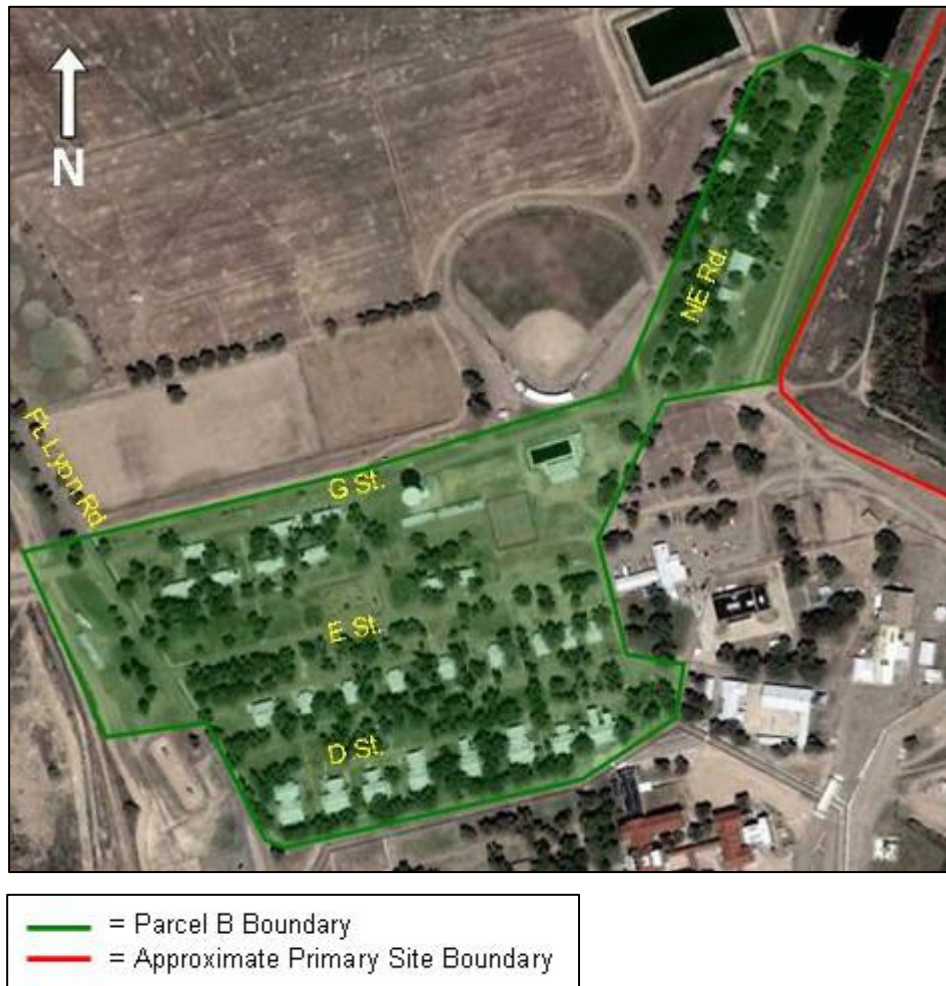 N
NE Rd.
Ft. Lyon Rd.
G St.
E St.
D St.
= Parcel B Boundary
= Approximate Primary Site Boundary